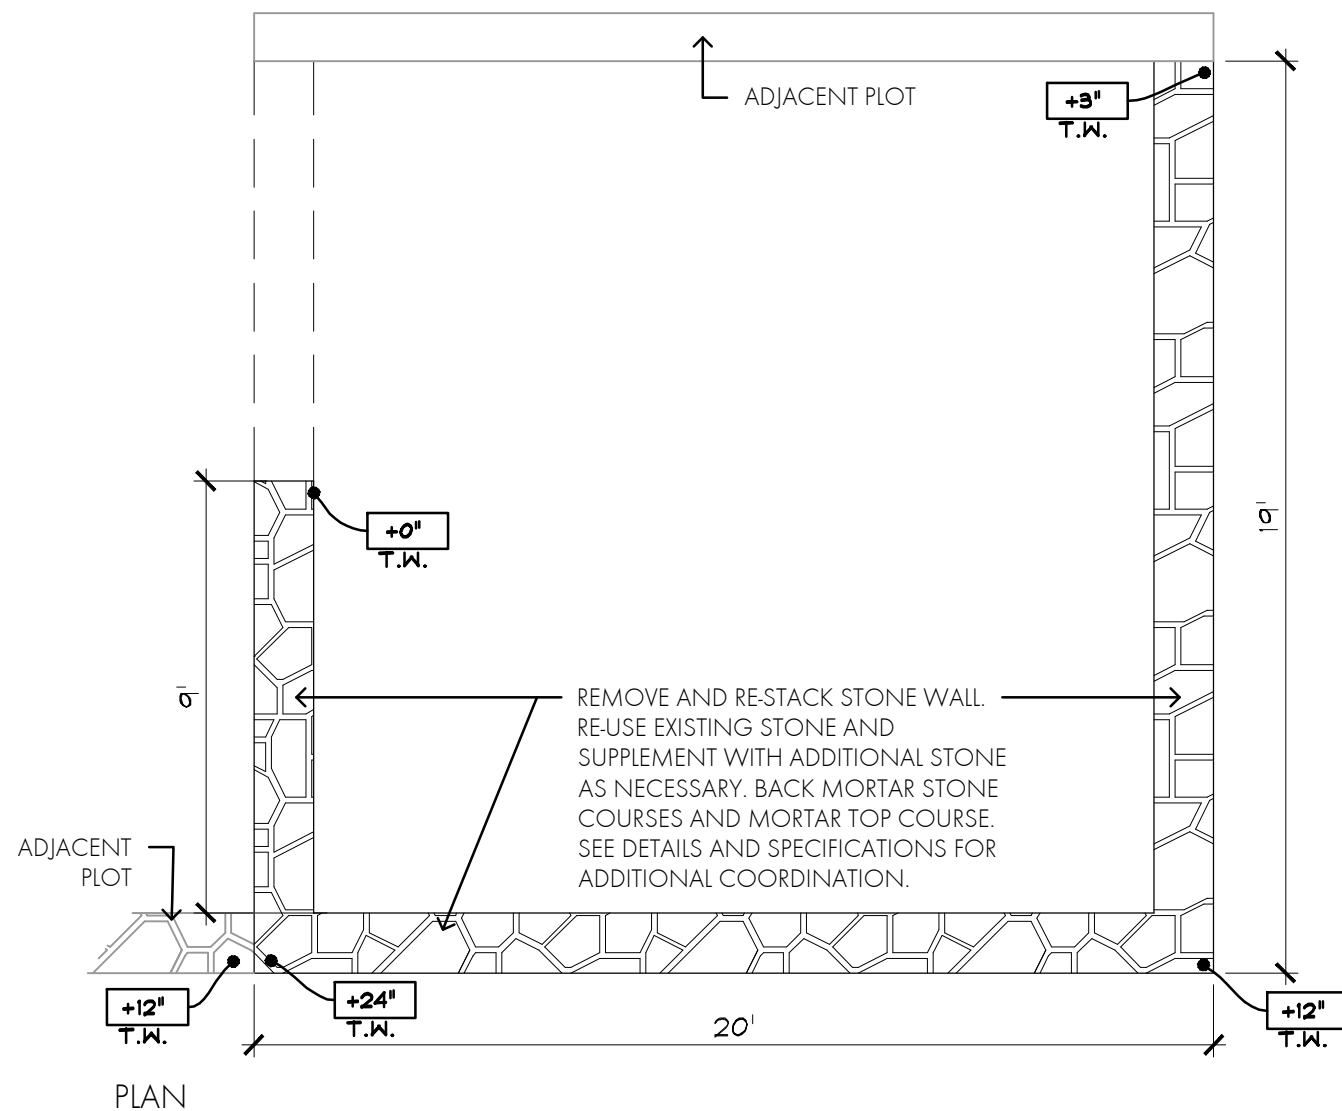 ADJACENT PLOT
+3"
T.W.
19'
+0"
T.W.
9'
REMOVE AND RE-STACK STONE WALL.
RE-USE EXISTING STONE AND
SUPPLEMENT WITH ADDITIONAL STONE
AS NECESSARY. BACK MORTAR STONE
COURSES AND MORTAR TOP COURSE.
SEE DETAILS AND SPECIFICATIONS FOR
ADDITIONAL COORDINATION.
ADJACENT
PLOT
+12"
T.W.
+24"
T.W.
20'
+12"
T.W.
PLAN